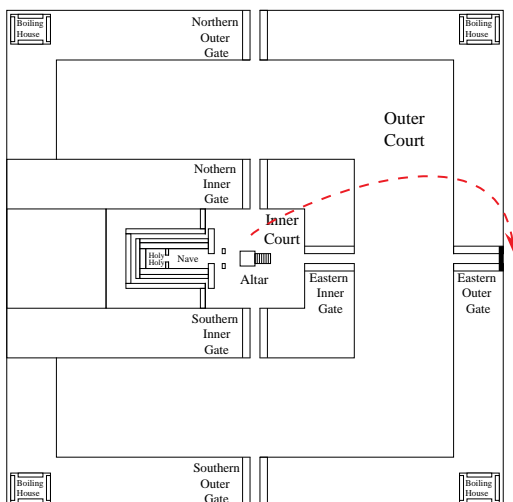 Boiling
House
Northern
Outer
Gate
Boiling
House
Outer
Court
Nothern
Inner
Gate
Inner
Court
Holy
Holy
Nave
Altar
Eastern
Inner
Gate
Eastern
Outer
Gate
Southern
Inner
Gate
Southern
Outer
Gate
Boiling
House
Boiling
House